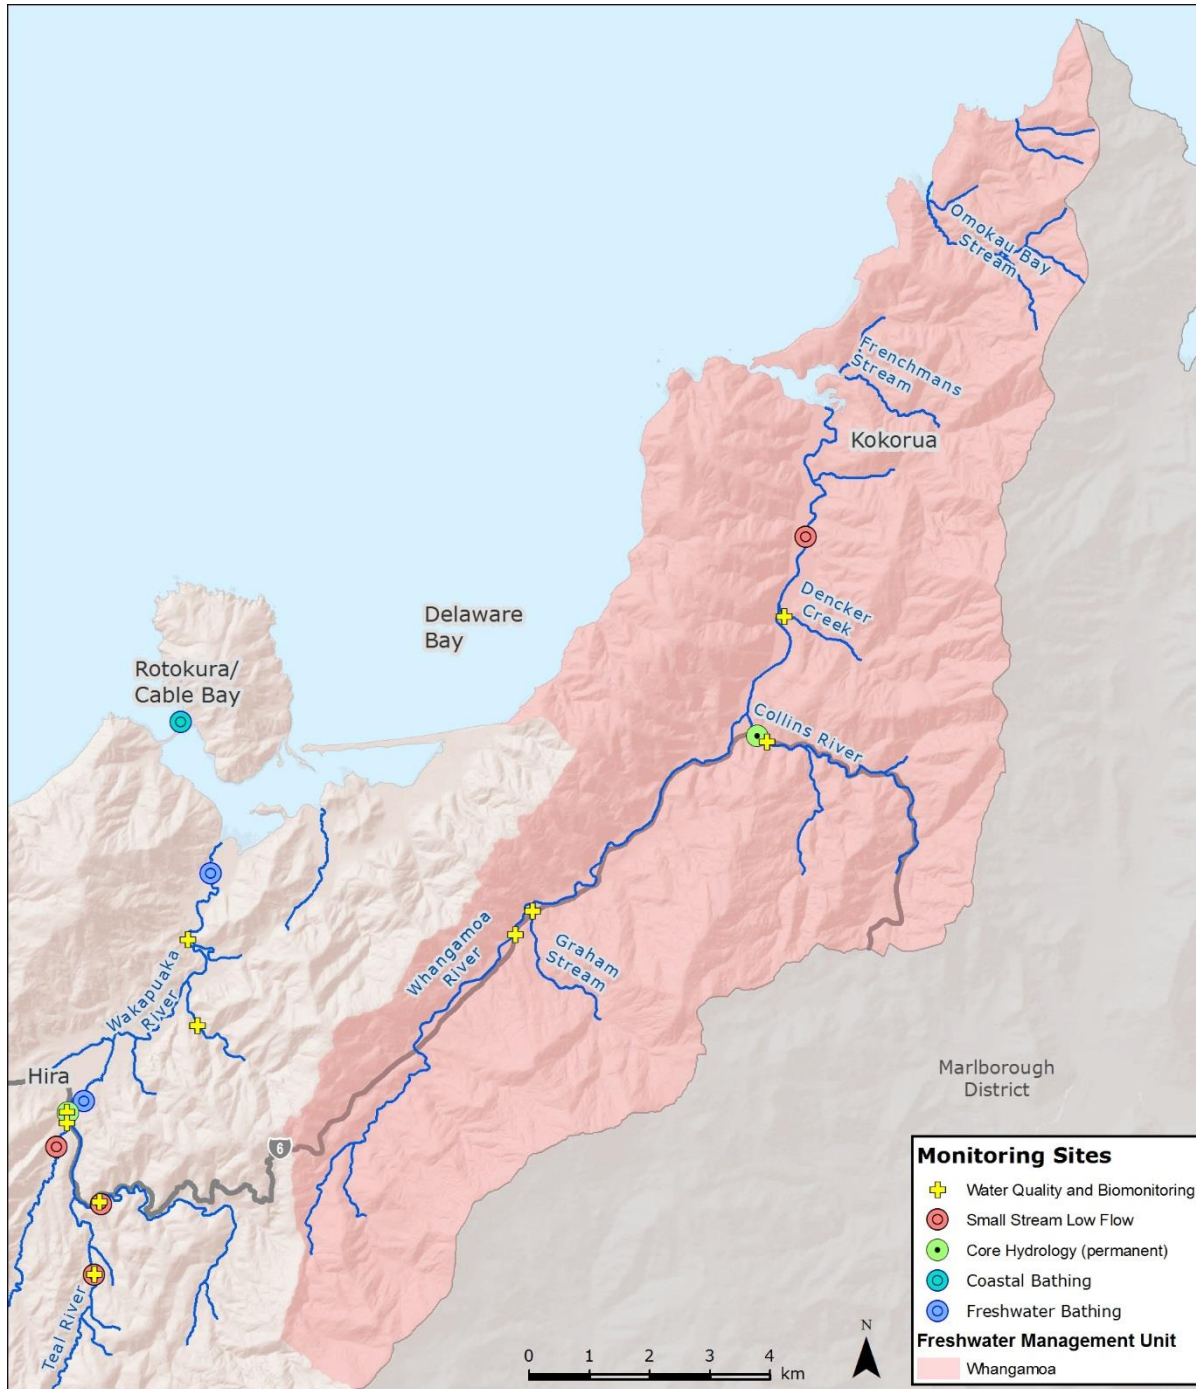 Omokau Bay
Stream
Frenchmans
Stream
Kokorua
Dencker
Creek
Delaware
Bay
Rotokura/
Cable Bay
Collins River
Whangamoa
River
Graham
Stream
Wakapuaka
River
Hira
Marlborough
District
6
Teal River
Monitoring Sites
Water Quality and Biomonitoring
Small Stream Low Flow
Core Hydrology (permanent)
Coastal Bathing
Freshwater Bathing
Freshwater Management Unit
Whangamoa
0 1 2 3 4
km
N